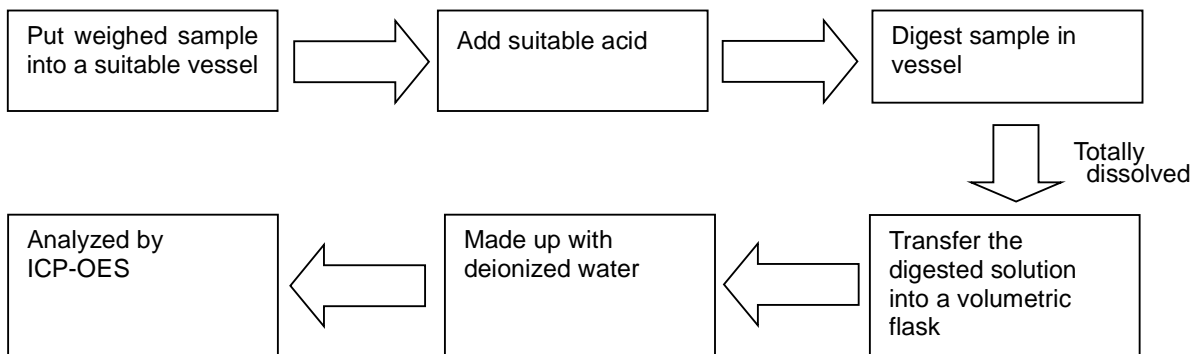 Put weighed sample
into a suitable vessel
Add suitable acid
Digest sample in
vessel
Totally
dissolved
Transfer the
digested solution
into a volumetric
flask
Made up with
deionized water
Analyzed by
ICP-OES